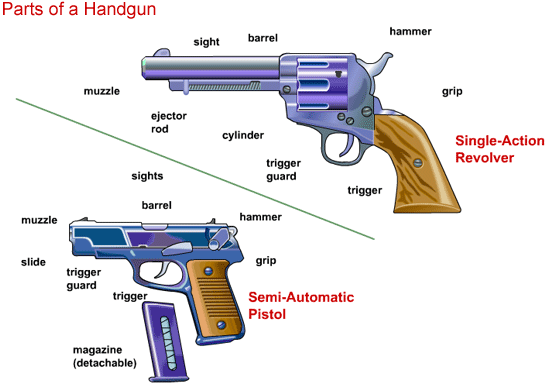 Parts of a Handgun
hammer
barrel
sight
muzzle
grip
ejector
rod
cylinder
Single-Action
Revolver
trigger
guard
trigger
sights
barrel
hammer
muzzle
slide
grip
trigger
guard
trigger
Semi-Automatic
Pistol
magazine
(detachable)